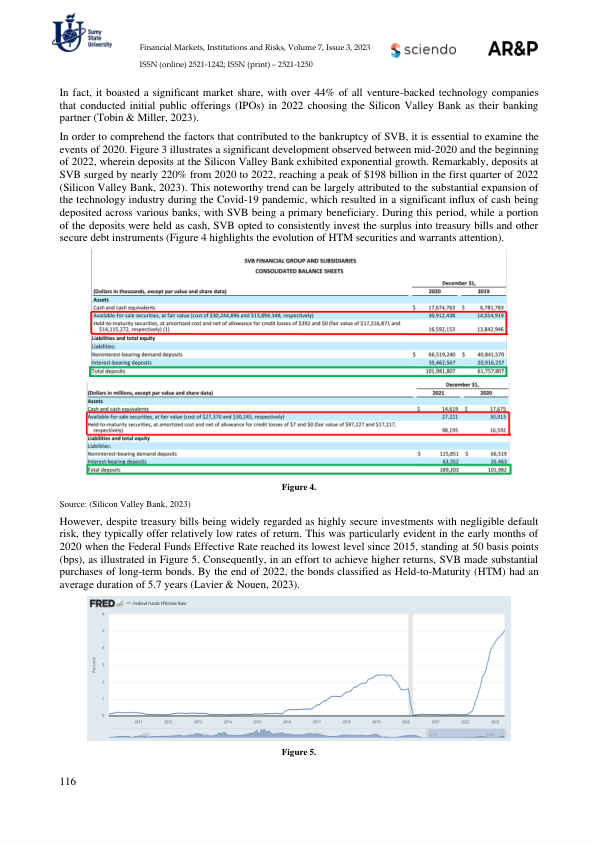 Sumy
State
University
Financial Markets, Institutions and Risks, Volume 7, Issue 3, 2023
ISSN (online) 2521-1242; ISSN (print) – 2521-1250
sciendo
AR&P
In fact, it boasted a significant market share, with over 44% of all venture-backed technology companies
that conducted initial public offerings (IPOs) in 2022 choosing the Silicon Valley Bank as their banking
partner (Tobin & Miller, 2023).
In order to comprehend the factors that contributed to the bankruptcy of SVB, it is essential to examine the
events of 2020. Figure 3 illustrates a significant development observed between mid-2020 and the beginning
of 2022, wherein deposits at the Silicon Valley Bank exhibited exponential growth. Remarkably, deposits at
SVB surged by nearly 220% from 2020 to 2022, reaching a peak of $198 billion in the first quarter of 2022
(Silicon Valley Bank, 2023). This noteworthy trend can be largely attributed to the substantial expansion of
the technology industry during the Covid-19 pandemic, which resulted in a significant influx of cash being
deposited across various banks, with SVB being a primary beneficiary. During this period, while a portion
of the deposits were held as cash, SVB opted to consistently invest the surplus into treasury bills and other
secure debt instruments (Figure 4 highlights the evolution of HTM securities and warrants attention).
SVB FINANCIAL GROUP AND SUBSIDIARIES
CONSOLIDATED BALANCE SHEETS
December 31,
(Dollars in thousands, except par value and share data) 2020 2019
Assets
Cash and cash equivalents $ 17,674,763 $ 6,781,783
Available-for-sale securities, at fair value (cost of $30,244,896 and $13,894,348, respectively) 30,912,438 14,014,919
Held-to-maturity securities, at amortized cost and net of allowance for credit losses of $392 and $0 (fair value of $17,216,871 and
$14,115,272, respectively) (1) 16,592,153 13,842,946
Liabilities and total equity
Liabilities:
Noninterest-bearing demand deposits $ 66,519,240 $ 40,841,570
Interest-bearing deposits 35,462,567 20,916,237
Total deposits 101,981,807 61,757,807
December 31,
(Dollars in millions, except par value and share data) 2021 2020
Assets
Cash and cash equivalents $ 14,619 $ 17,675
Available-for-sale securities, at fair value (cost of $27,370 and $30,245, respectively) 27,221 30,913
Held-to-maturity securities, at amortized cost and net of allowance for credit losses of $7 and $0 (fair value of $97,227 and $17,217,
respectively) 98,195 16,592
Liabilities and total equity
Liabilities:
Noninterest-bearing demand deposits $ 125,851 $ 66,519
Interest-bearing deposits 63,352 35,463
Total deposits 189,203 101,982
Figure 4.
Source: (Silicon Valley Bank, 2023)
However, despite treasury bills being widely regarded as highly secure investments with negligible default
risk, they typically offer relatively low rates of return. This was particularly evident in the early months of
2020 when the Federal Funds Effective Rate reached its lowest level since 2015, standing at 50 basis points
(bps), as illustrated in Figure 5. Consequently, in an effort to achieve higher returns, SVB made substantial
purchases of long-term bonds. By the end of 2022, the bonds classified as Held-to-Maturity (HTM) had an
average duration of 5.7 years (Lavier & Nouen, 2023).
FRED — Federal Funds Effective Rate
6
5
4
3
2
1
0
Percent
2011 2012 2013 2014 2015 2016 2017 2018 2019 2020 2021 2022 2023
Figure 5.
116